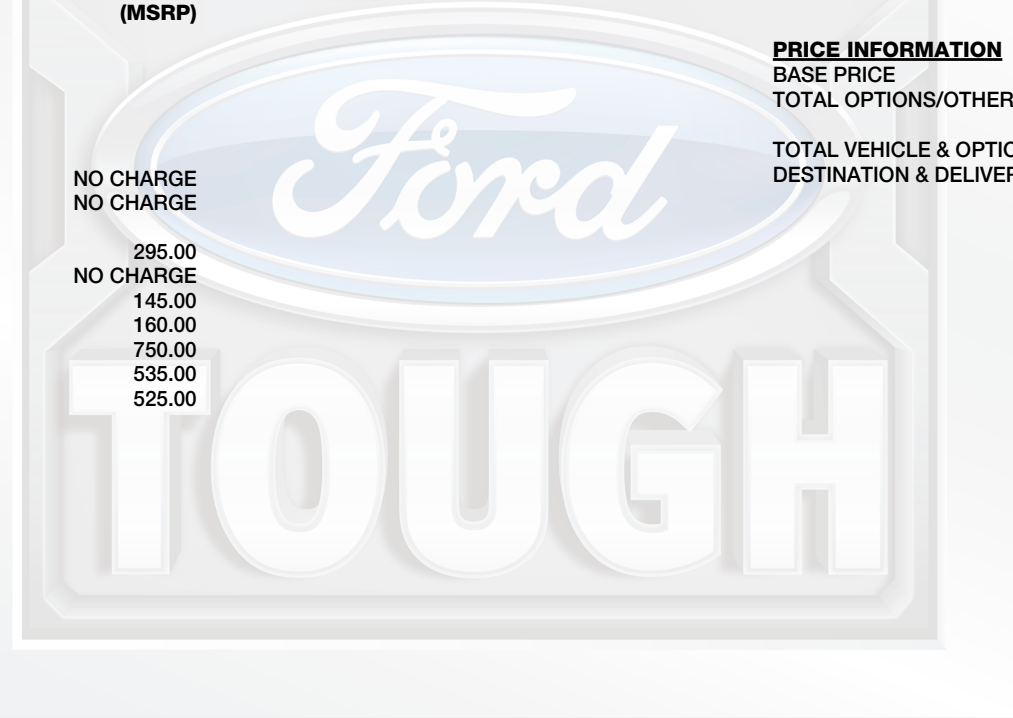 (MSRP)
NO CHARGE
NO CHARGE
295.00
NO CHARGE
145.00
160.00
750.00
535.00
525.00
PRICE INFORMATION
BASE PRICE
TOTAL OPTIONS/OTHER
TOTAL VEHICLE & OPTIO
DESTINATION & DELIVER
Ford
TOUGH